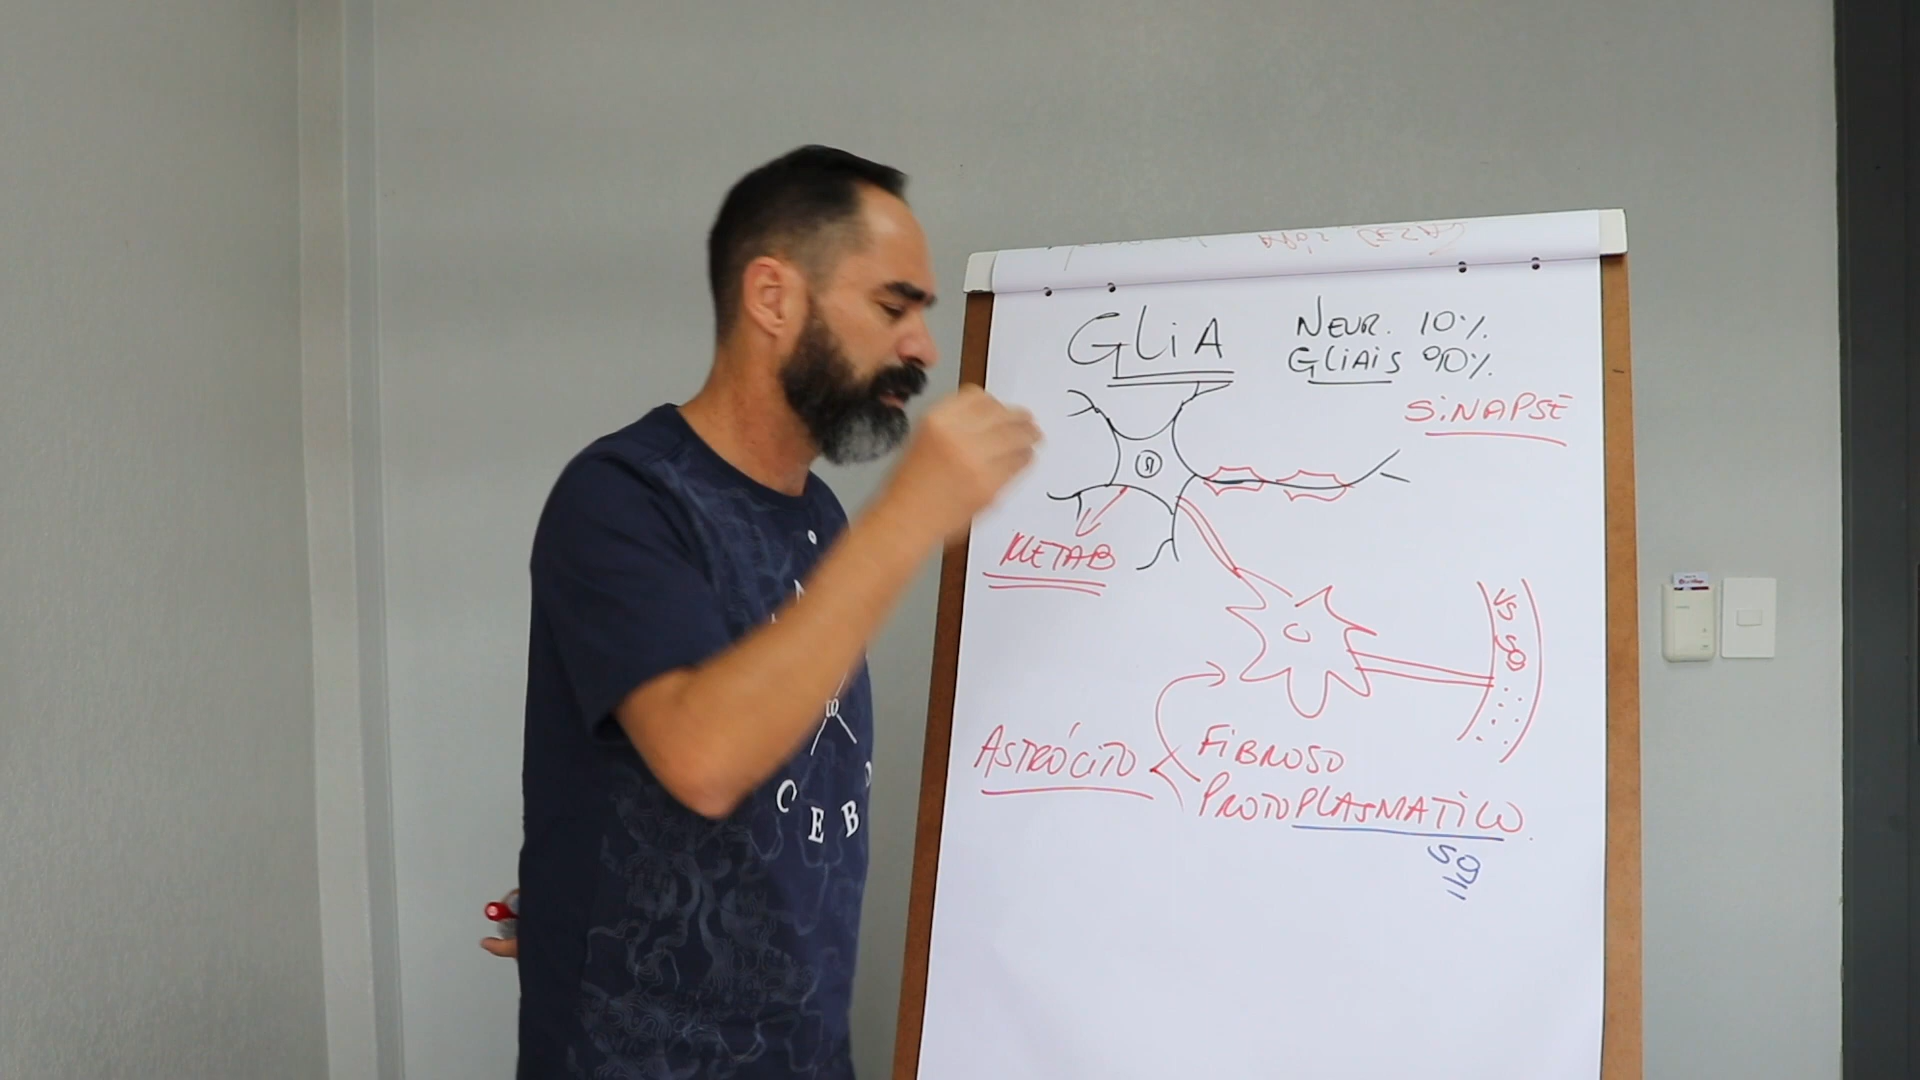 GLiA
NEUR. 10%.
GLIAIS 90%.
SINAPSE
METAB
VS
SG
ASTRÓCITO
FIBROSO
PROTOPLASMATICO.
SG
C E B